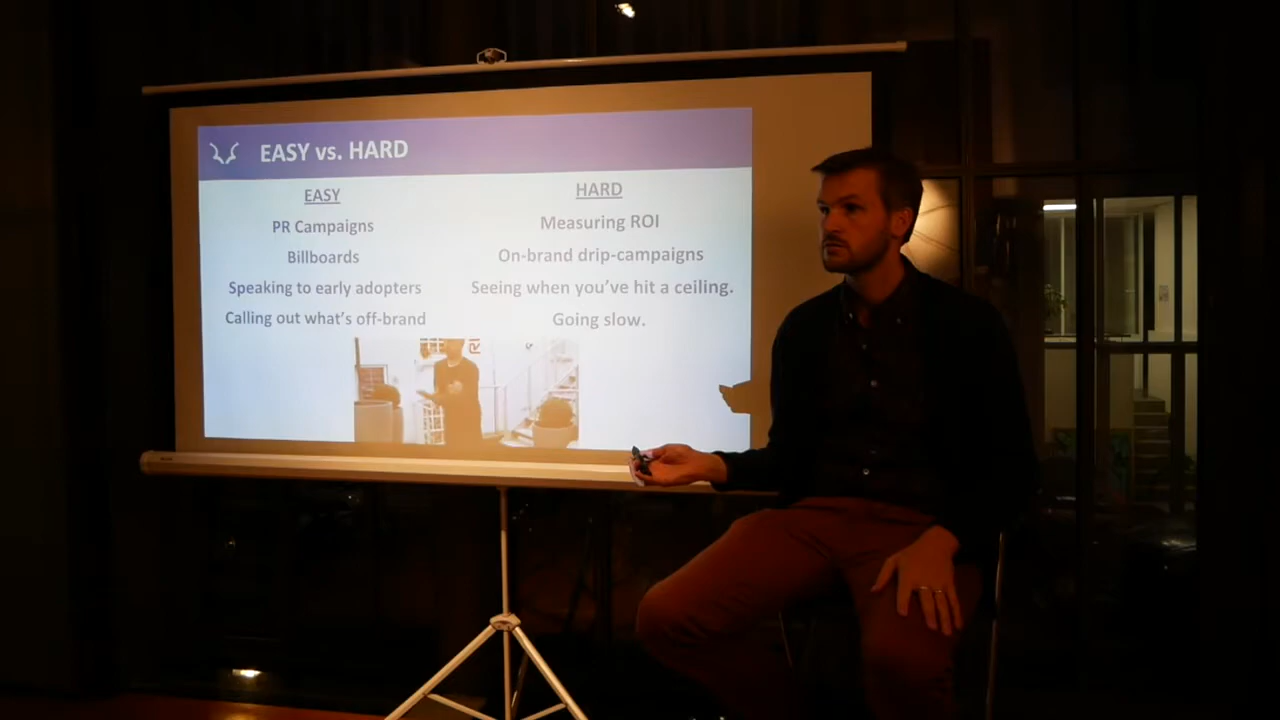 EASY vs. HARD
EASY
PR Campaigns
Billboards
Speaking to early adopters
Calling out what's off-brand
HARD
Measuring ROI
On-brand drip-campaigns
Seeing when you've hit a ceiling.
Going slow.